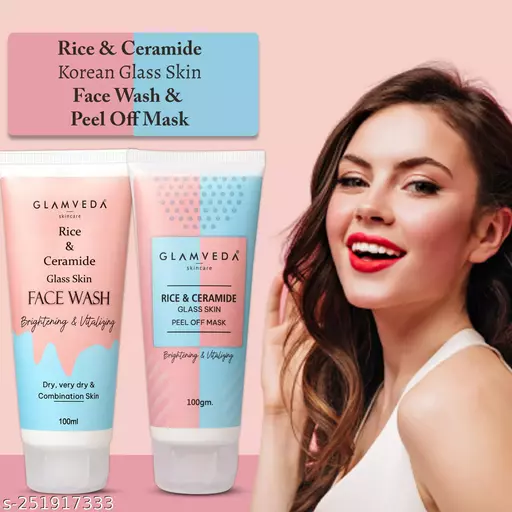 Rice & Ceramide
Korean Glass Skin
Face Wash &
Peel Off Mask
GLAMVEDA
skincare
Rice
&
Ceramide
Glass Skin
FACE WASH
Brightening & Vitalizing
Dry, very dry &
Combination Skin
100ml
GLAMVEDA
skincare
RICE & CERAMIDE
GLASS SKIN
PEEL OFF MASK
Brightening & Vitalizing
100gm.
s-251917333